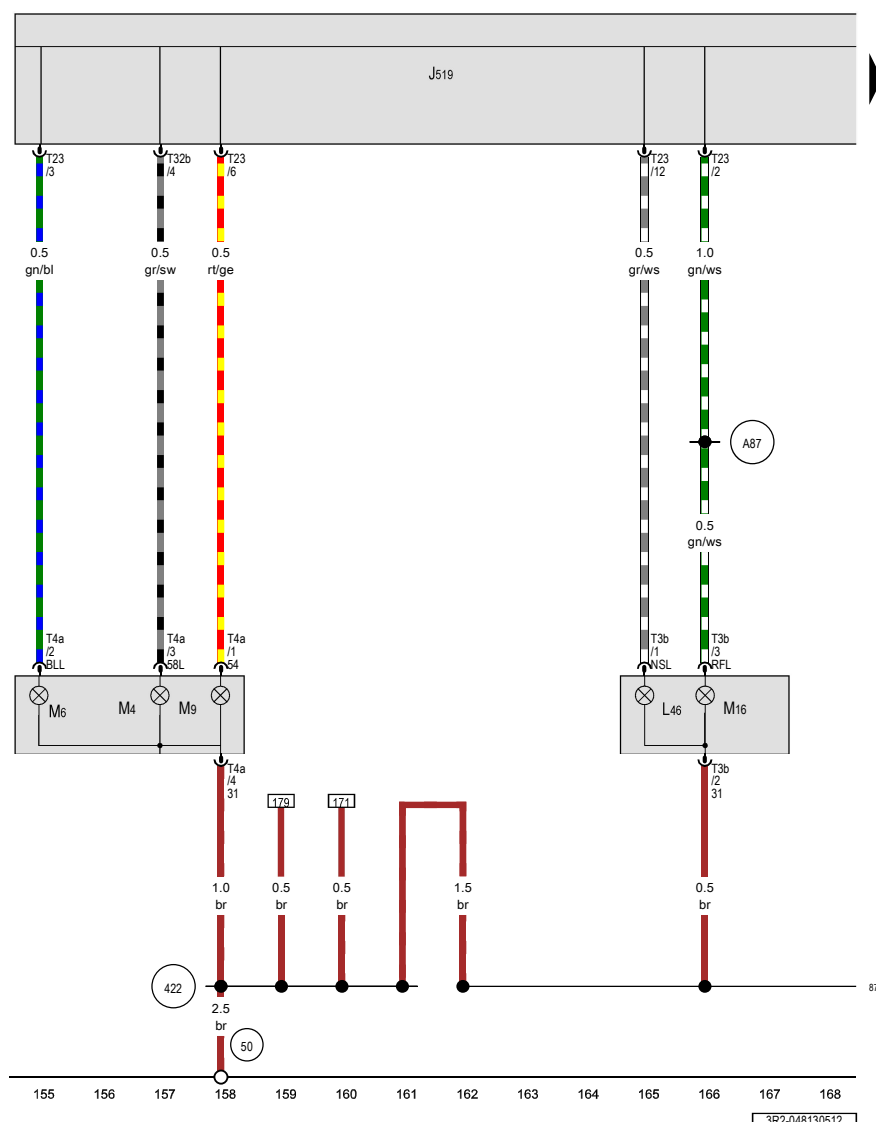 J519
T23 T32b T23 T23 T23
/3 /4 /6 /12 /2
0.5 0.5 0.5 0.5 1.0
gn/bl gr/sw rt/ge gr/ws gn/ws
A87
0.5
gn/ws
T4a T4a T4a T3b T3b
/2 /3 /1 /1 /3
BLL 58L 54 NSL RFL
M6 M4 M9 L46 M16
T4a T3b
/4 /2
31 31
179 171
1.0 0.5 0.5 1.5 0.5
br br br br br
422
2.5
br
50
155 156 157 158 159 160 161 162 163 164 165 166 167 168
3R2-048130512